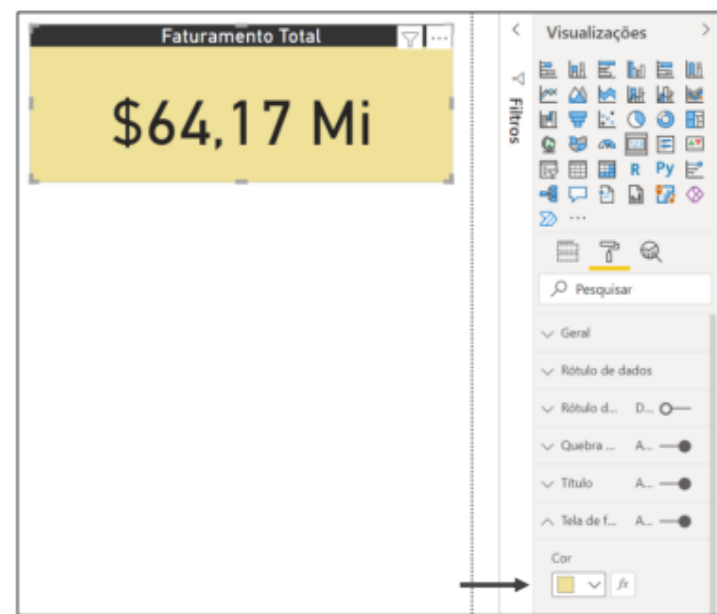 Faturamento Total
...
$64,17 Mi
Filtros
Visualizações
R Py
...
Pesquisar
Geral
Rótulo de dados
Rótulo d... D...
Quebra ... A...
Título A...
Tela de f... A...
Cor
fx